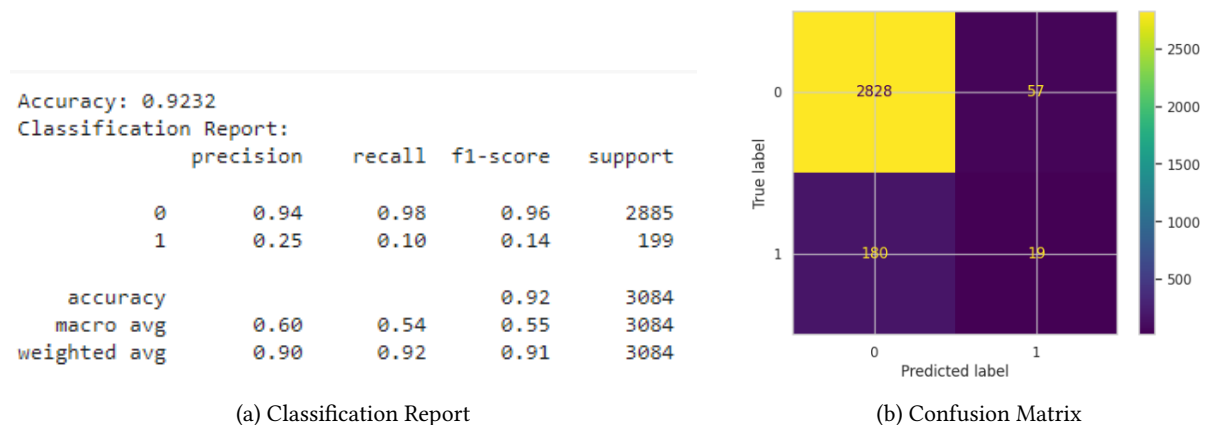 Accuracy: 0.9232
Classification Report:
precision recall f1-score support
0 0.94 0.98 0.96 2885
1 0.25 0.10 0.14 199
accuracy 0.92 3084
macro avg 0.60 0.54 0.55 3084
weighted avg 0.90 0.92 0.91 3084
(a) Classification Report
True label
0
1
2828 57
180 19
0 1
Predicted label
2500
2000
1500
1000
500
(b) Confusion Matrix